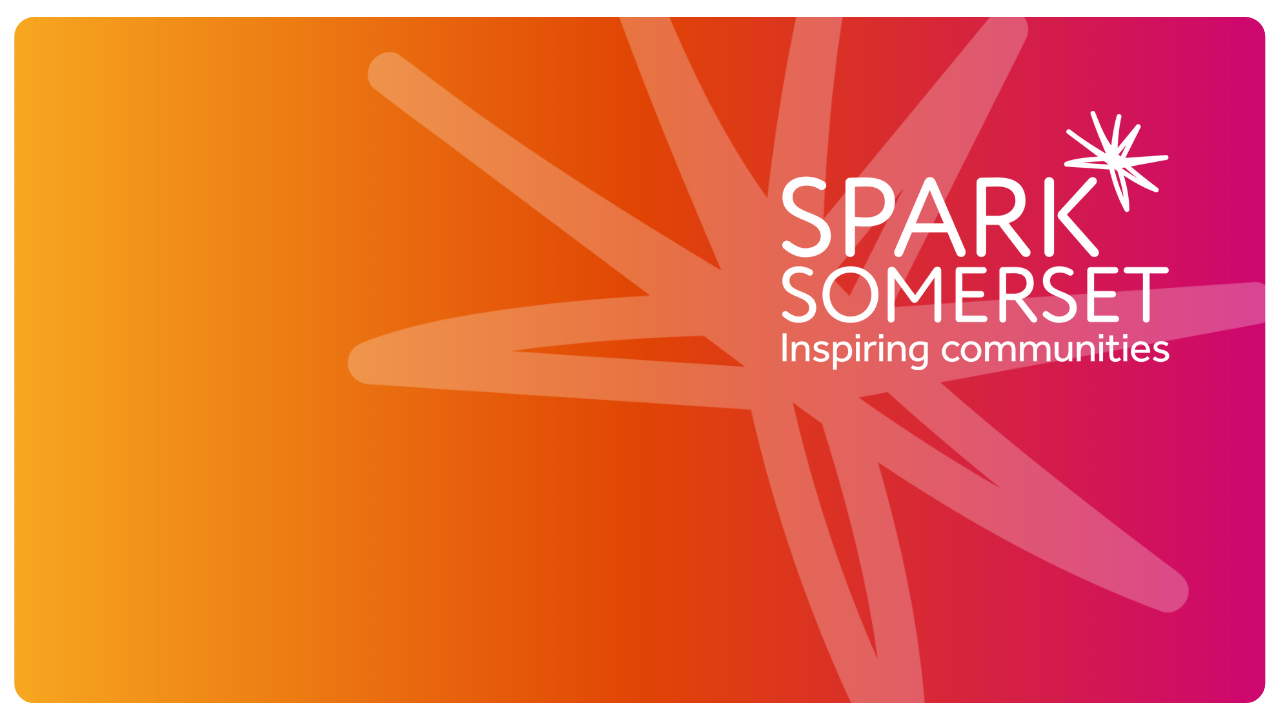 SPARK
SOMERSET
Inspiring communities